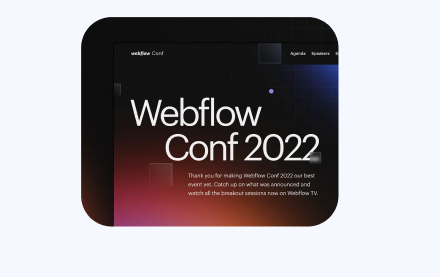 webflow Conf
Agenda Speakers
Webflow
Conf 2022
Thank you for making Webflow Conf 2022 our best
event yet. Catch up on what was announced and
watch all the breakout sessions now on Webflow TV.